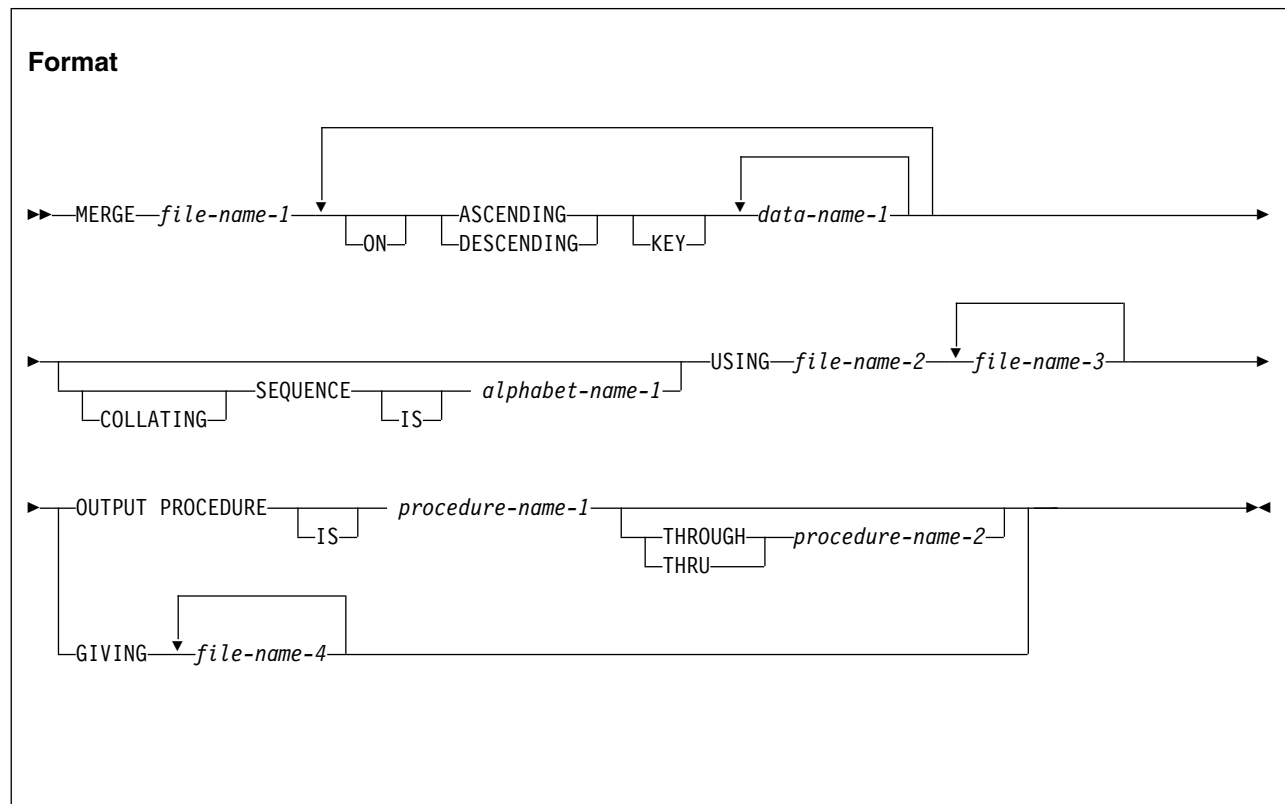 Format
MERGE file-name-1 ASCENDING data-name-1
ON DESCENDING KEY
USING file-name-2 file-name-3
SEQUENCE alphabet-name-1
COLLATING IS
OUTPUT PROCEDURE procedure-name-1
IS THROUGH procedure-name-2
THRU
GIVING file-name-4